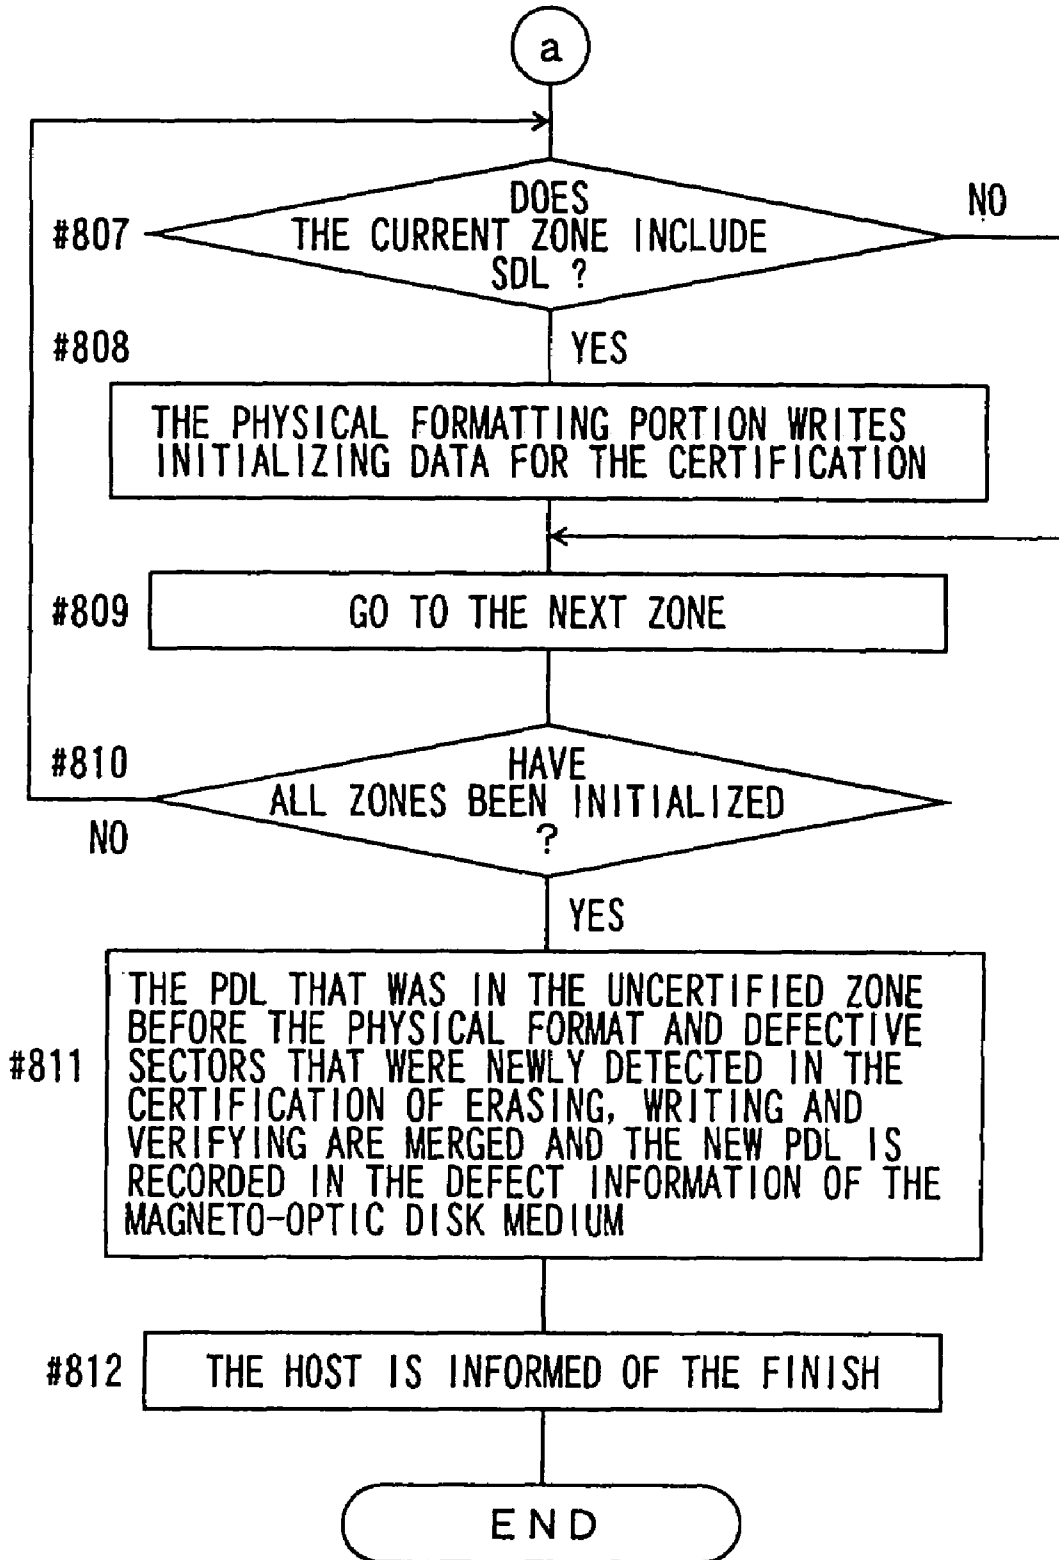 a
DOES
THE CURRENT ZONE INCLUDE
SDL ?
NO
#807
#808
YES
THE PHYSICAL FORMATTING PORTION WRITES
INITIALIZING DATA FOR THE CERTIFICATION
#809
GO TO THE NEXT ZONE
#810
HAVE
ALL ZONES BEEN INITIALIZED
?
NO
YES
#811
THE PDL THAT WAS IN THE UNCERTIFIED ZONE
BEFORE THE PHYSICAL FORMAT AND DEFECTIVE
SECTORS THAT WERE NEWLY DETECTED IN THE
CERTIFICATION OF ERASING, WRITING AND
VERIFYING ARE MERGED AND THE NEW PDL IS
RECORDED IN THE DEFECT INFORMATION OF THE
MAGNETO-OPTIC DISK MEDIUM
#812
THE HOST IS INFORMED OF THE FINISH
END